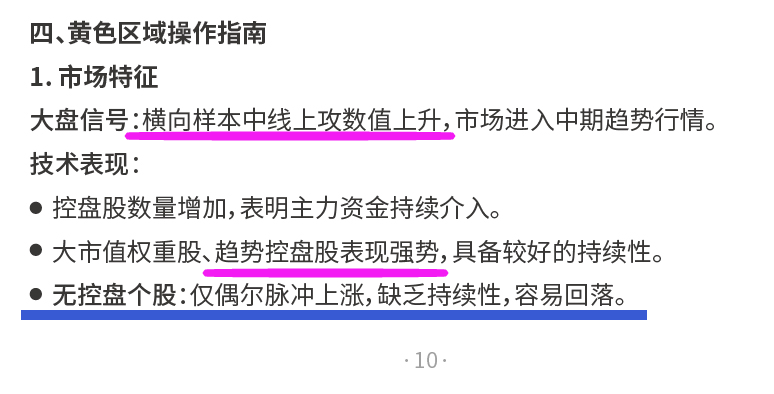 四、黄色区域操作指南
1. 市场特征
大盘信号：横向样本中线上攻数值上升，市场进入中期趋势行情。
技术表现：
● 控盘股数量增加，表明主力资金持续介入。
● 大市值权重股、趋势控盘股表现强势，具备较好的持续性。
● 无控盘个股：仅偶尔脉冲上涨，缺乏持续性，容易回落。
· 10 ·